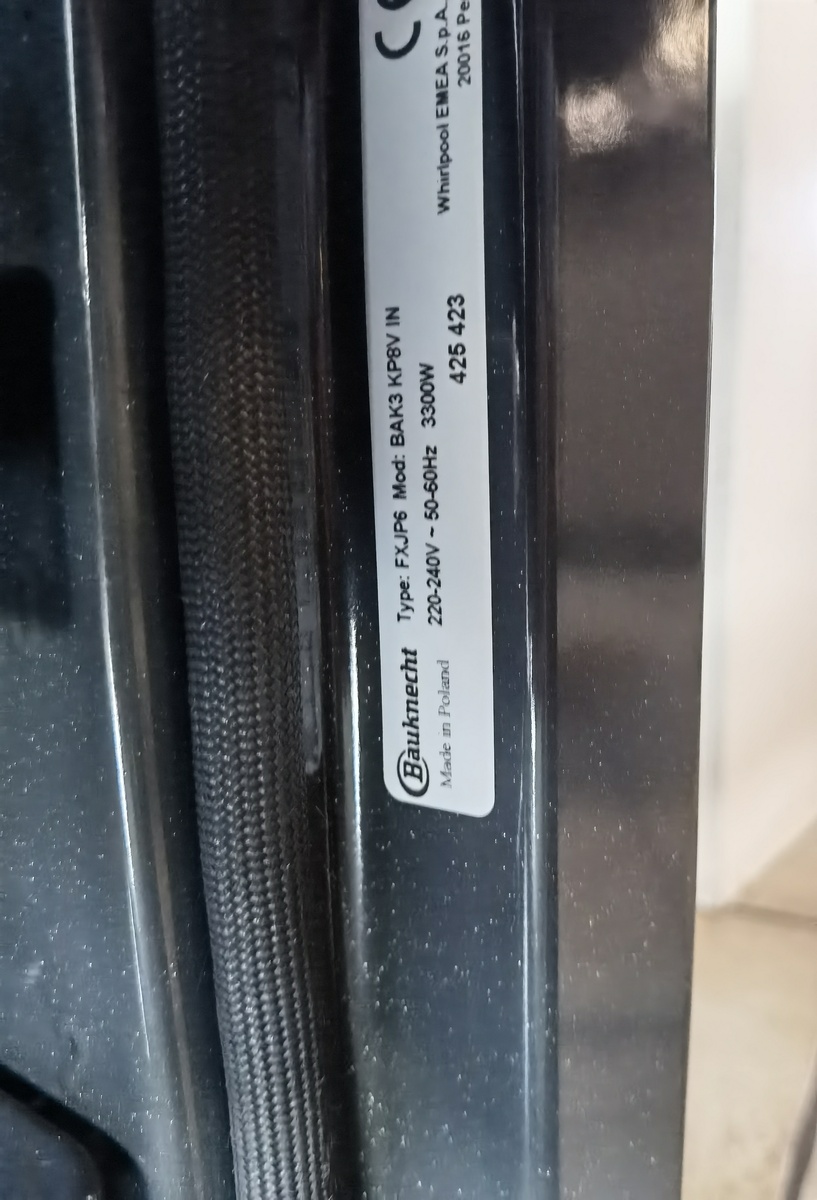 Bauknecht Type: FXJP6 Mod: BAK3 KP8V IN CE
Made in Poland 220-240V ~ 50-60Hz 3300W Whirlpool EMEA S.p.A.
425 423 20016